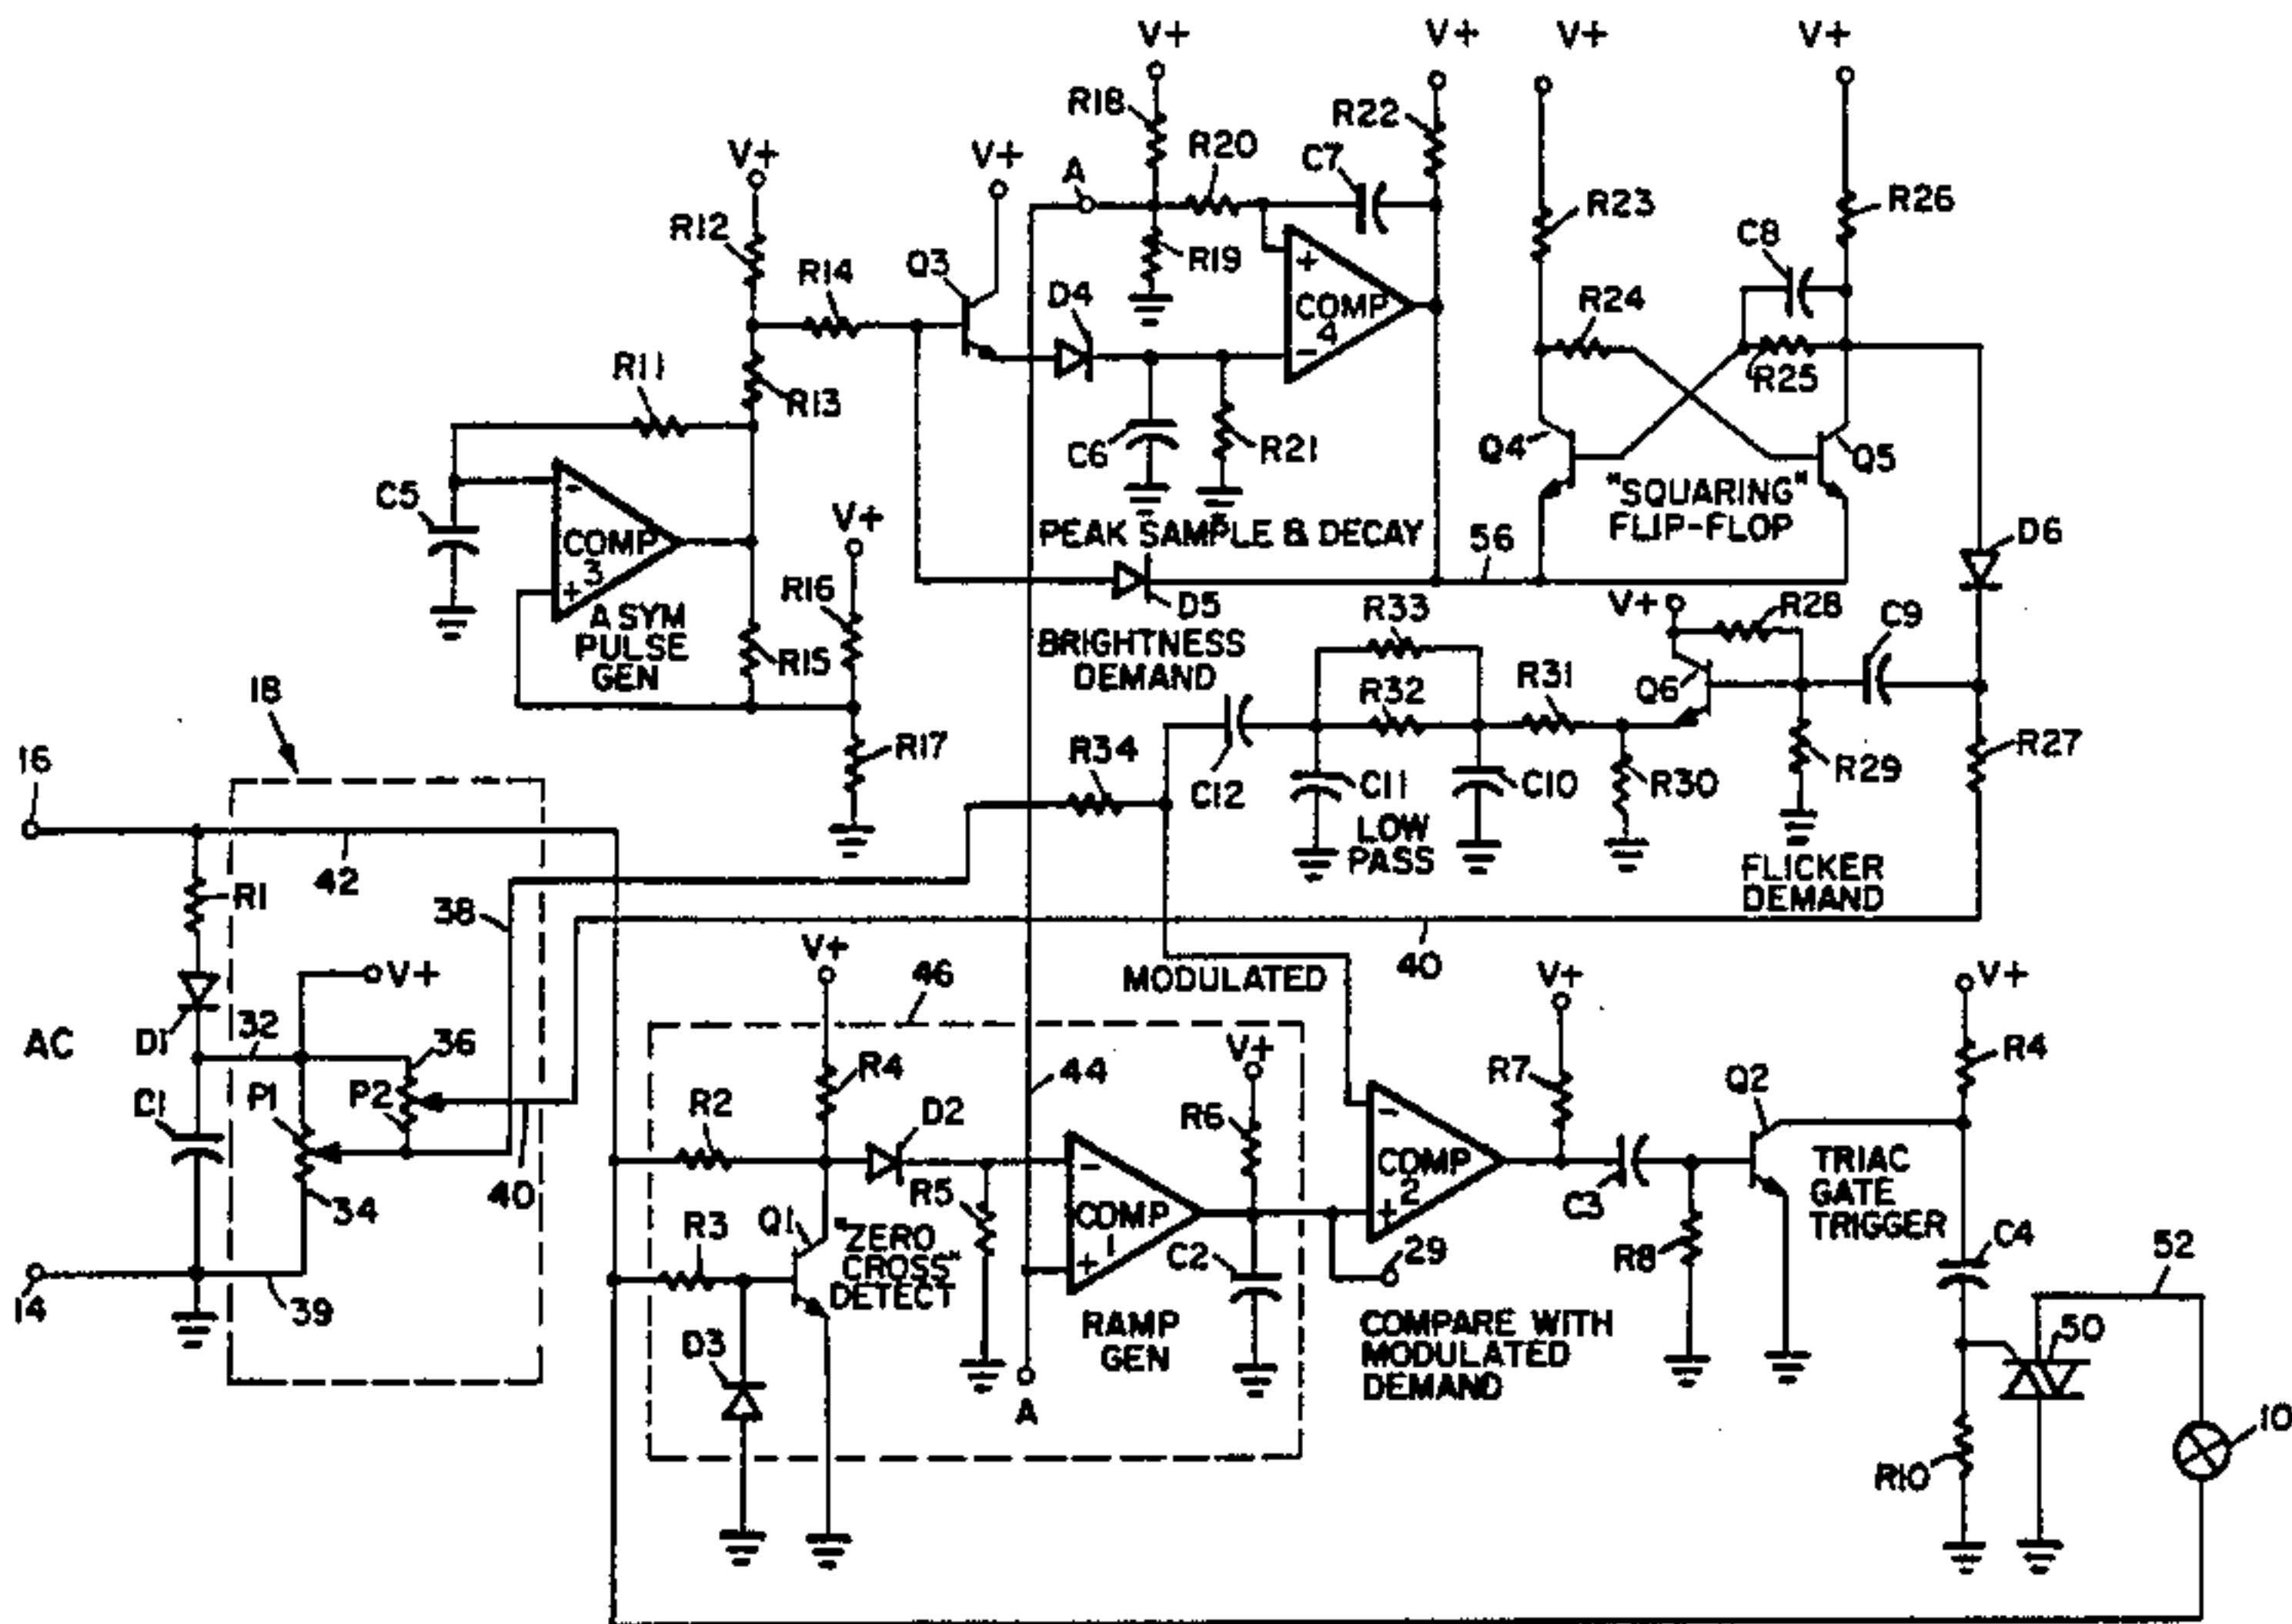 V+
V+
V+
V+
R18
R20
R22
C7
A
V+
V+
R12
R14
Q3
D4
R19
+
COMP
4
-
R23
R26
C8
R24
R25
R11
R13
C6
R21
Q4
Q5
"SQUARING"
FLIP-FLOP
C5
-
COMP
3
+
V+
PEAK SAMPLE & DECAY
56
D6
A SYM
PULSE
GEN
R16
R15
D5
BRIGHTNESS
DEMAND
R33
V+
R28
C9
18
R32
R31
Q6
16
R17
R34
C12
C11
LOW
PASS
C10
R30
R29
R27
FLICKER
DEMAND
R1
42
38
40
V+
MODULATED
V+
V+
46
V+
AC
D1
32
36
P1
P2
C1
40
34
14
39
R2
R4
D2
R5
44
V+
R6
R7
Q2
R4
-
COMP
1
+
-
COMP
2
+
R3
Q1
"ZERO
CROSS"
DETECT
C2
29
C3
R8
TRIAC
GATE
TRIGGER
C4
52
50
D3
RAMP
GEN
A
COMPARE WITH
MODULATED
DEMAND
R10
10